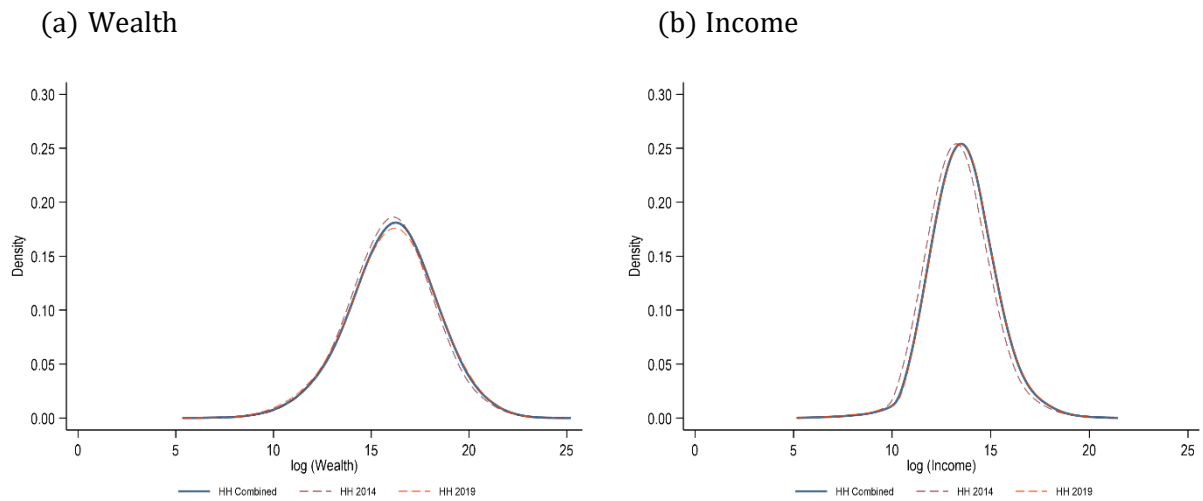 (a) Wealth
0.30
0.25
0.20
0.15
0.10
0.05
0.00
Density
0 5 10 15 20 25
log (Wealth)
HH Combined HH 2014 HH 2019
(b) Income
0.30
0.25
0.20
0.15
0.10
0.05
0.00
Density
0 5 10 15 20 25
log (Income)
HH Combined HH 2014 HH 2019